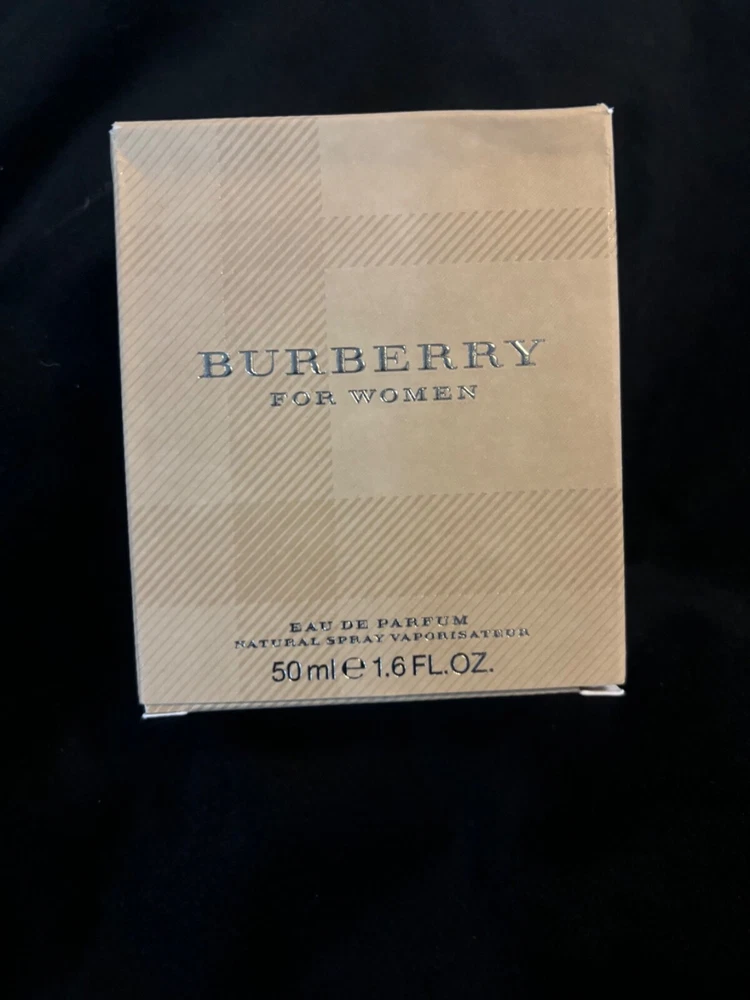 BURBERRY
FOR WOMEN
EAU DE PARFUM
NATURAL SPRAY VAPORISATEUR
50 ml ℮ 1.6 FL.OZ.